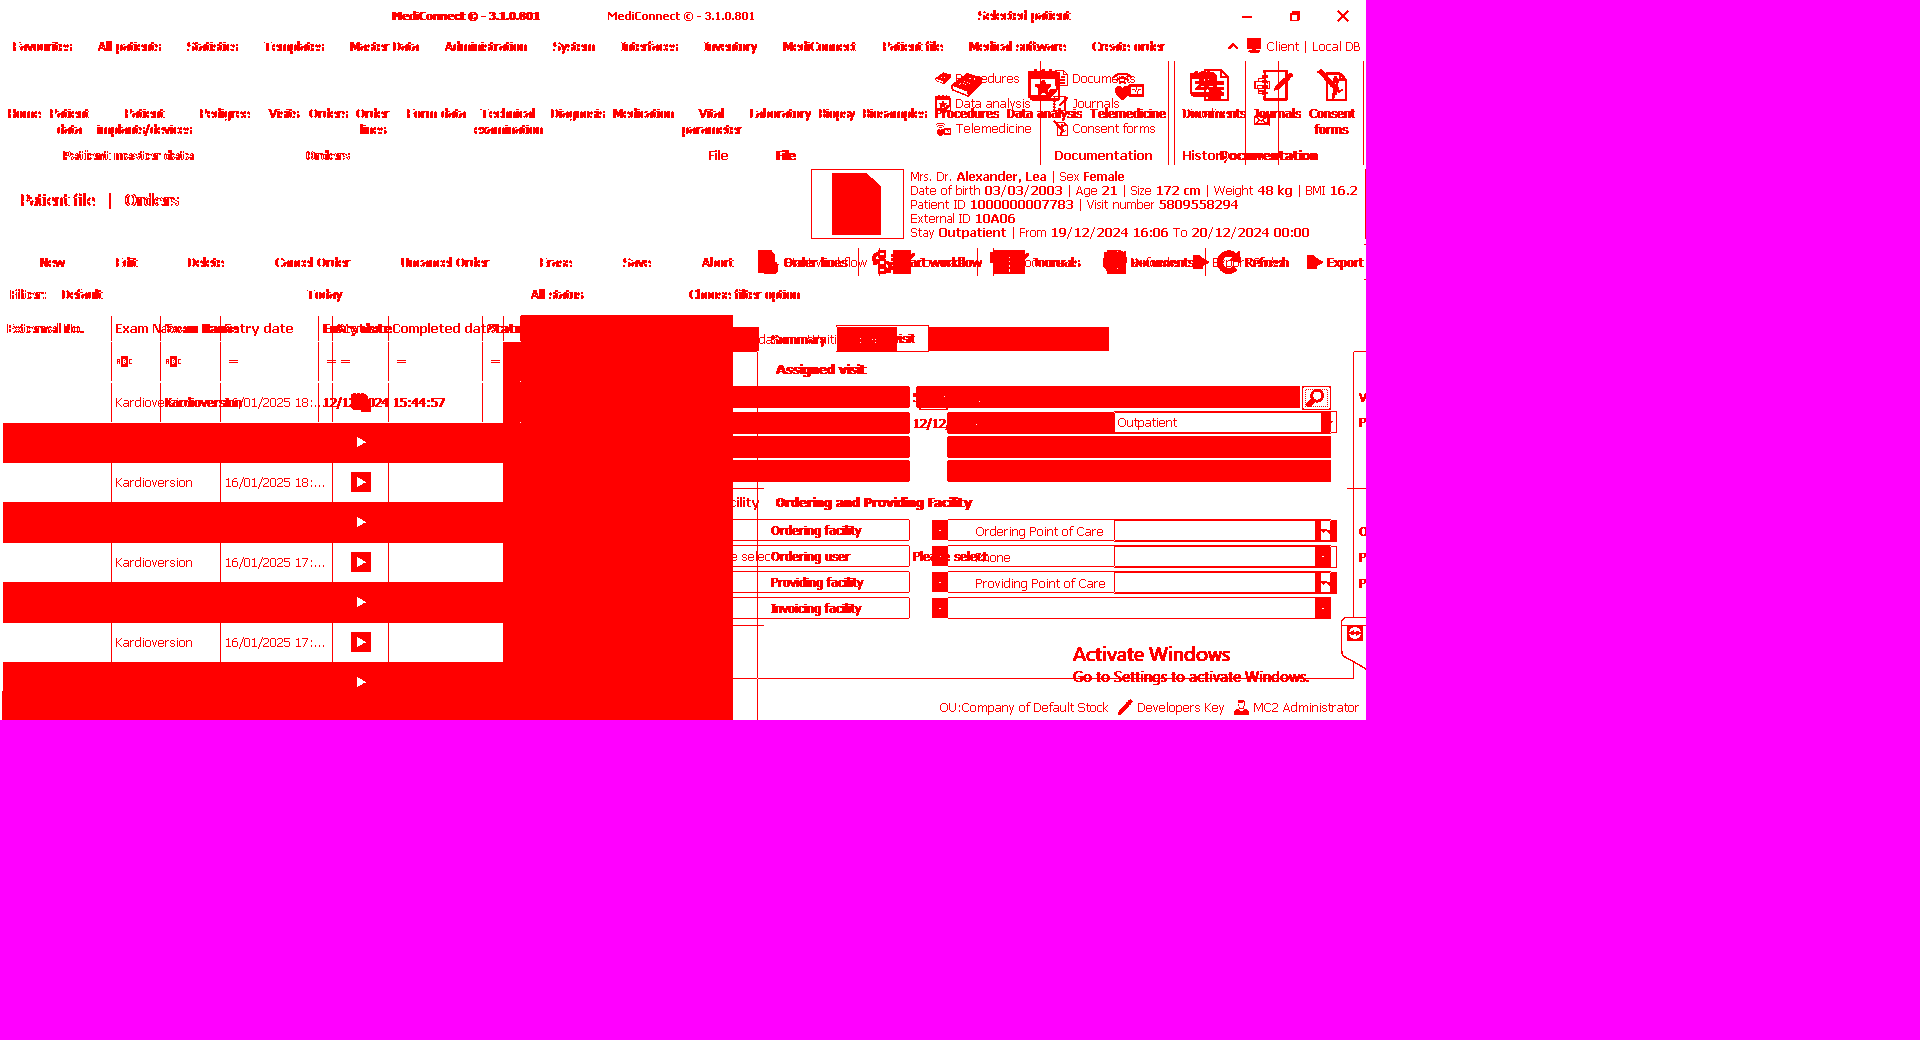 MediConnect © - 3.1.0.801 MediConnect © - 3.1.0.801 Selected patient
Favourites All patients Statistics Templates Master Data Administration System Interfaces Inventory MediConnect Patient file Medical software Create order Client | Local DB
Procedures Documents
Data analysis Journals
Telemedicine Consent forms
Home Patient data Patient implants/devices Pedigree Visits Orders Order lines Form data Technical examination Diagnosis Medication Vital parameter Laboratory Biopsy Biosamples Procedures Data analysis Telemedicine Documents Journals Consent forms
Patient master data Orders File File Documentation History Documentation
Mrs. Dr. Alexander, Lea | Sex Female
Date of birth 03/03/2003 | Age 21 | Size 172 cm | Weight 48 kg | BMI 16.2
Patient file | Orders
Patient ID 1000000007783 | Visit number 5809558294
External ID 10A06
Stay Outpatient | From 19/12/2024 16:06 To 20/12/2024 00:00
New Edit Delete Cancel Order Uncancel Order Erase Save Abort Order lines workflow Journals Documents Refresh Export
Filter: Default Today All status Choose filter option
Exam Name Entry date Entry date Completed date
Summary visit
Assigned visit
Kardioversion 16/01/2025 18:... 12/12/2024 15:44:57
12/12/ Outpatient
Kardioversion 16/01/2025 18:...
Ordering and Providing Facility
Ordering facility Ordering Point of Care
Kardioversion 16/01/2025 17:... Ordering user Please select Phone
Providing facility Providing Point of Care
Invoicing facility
Kardioversion 16/01/2025 17:...
Activate Windows
Go to Settings to activate Windows.
OU:Company of Default Stock Developers Key MC2 Administrator